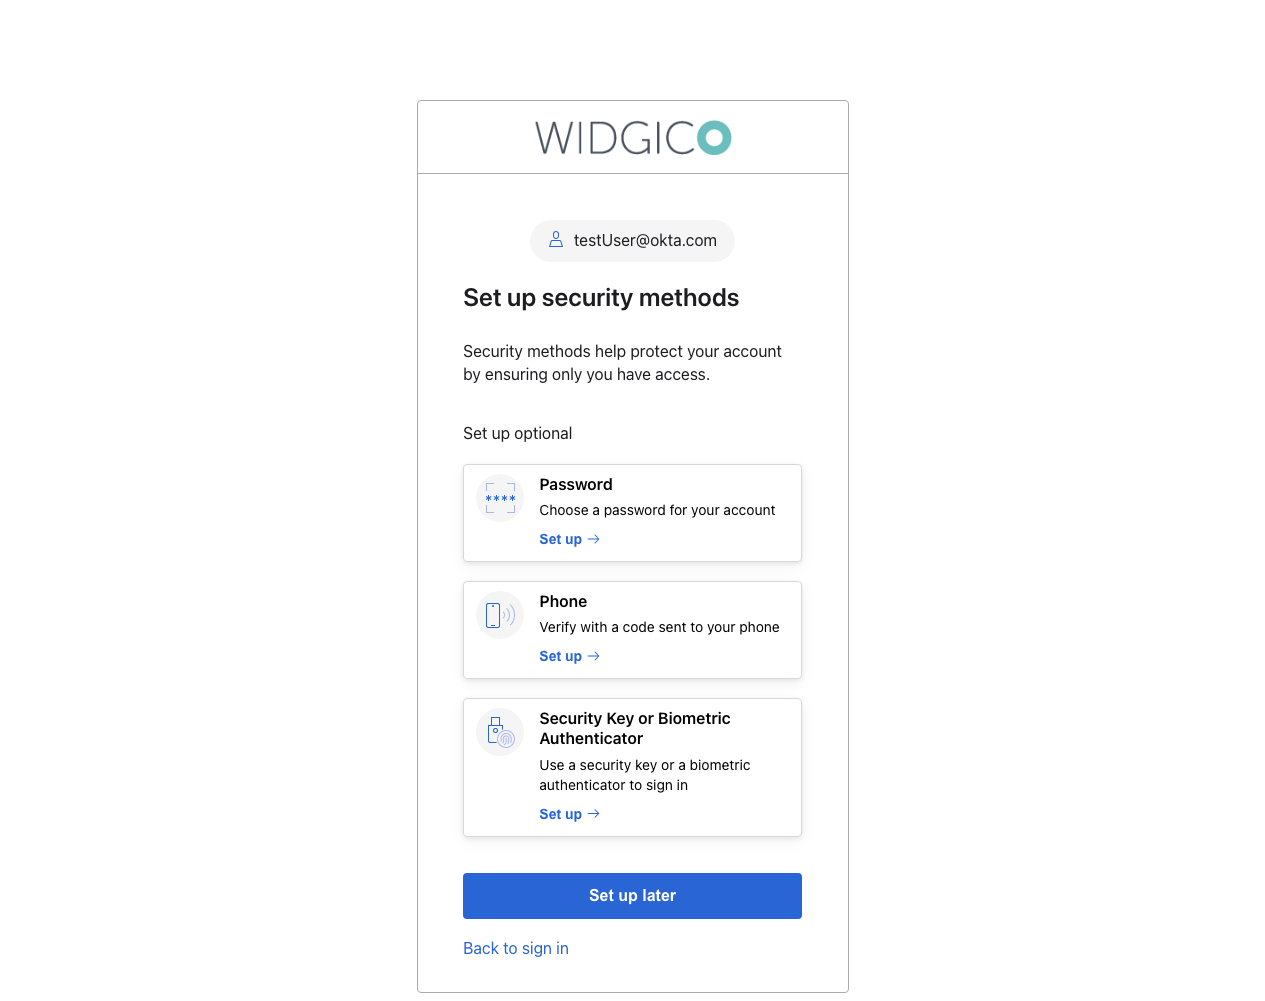 WIDGICO
testUser@okta.com
Set up security methods
Security methods help protect your account
by ensuring only you have access.
Set up optional
Password
Choose a password for your account
Set up
Phone
Verify with a code sent to your phone
Set up
Security Key or Biometric
Authenticator
Use a security key or a biometric
authenticator to sign in
Set up
Set up later
Back to sign in